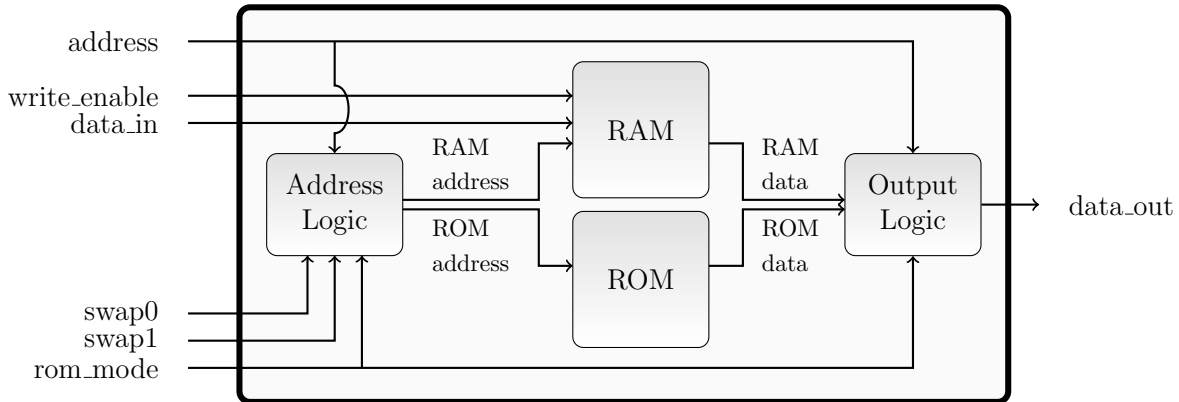 address
write_enable
data_in
RAM
RAM
address
RAM
data
Address
Logic
Output
Logic
data_out
ROM
address
ROM
data
ROM
swap0
swap1
rom_mode